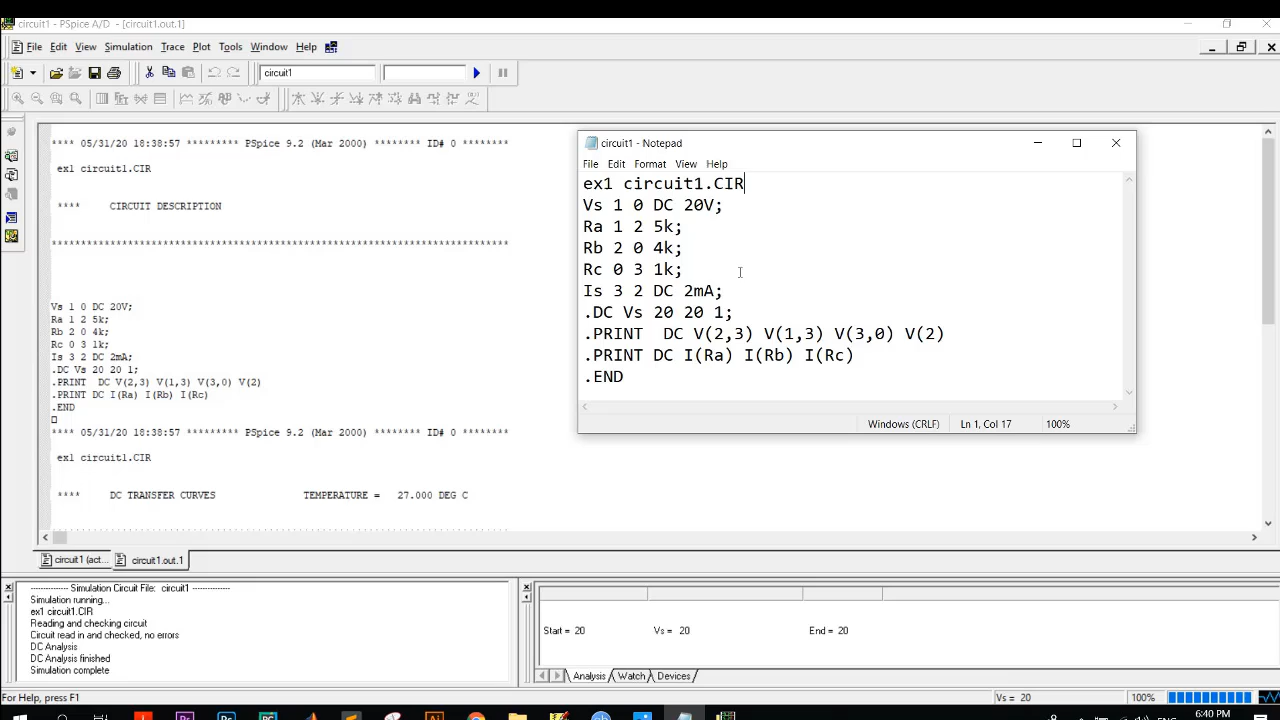 circuit1 - PSpice A/D - [circuit1.out.1]
File Edit View Simulation Trace Plot Tools Window Help
circuit1
**** 05/31/20 18:38:57 ********* PSpice 9.2 (Mar 2000) ******** ID# 0 ********
ex1 circuit1.CIR
**** CIRCUIT DESCRIPTION
******************************************************************************
Vs 1 0 DC 20V;
Ra 1 2 5k;
Rb 2 0 4k;
Rc 0 3 1k;
Is 3 2 DC 2mA;
.DC Vs 20 20 1;
.PRINT  DC V(2,3) V(1,3) V(3,0) V(2)
.PRINT DC I(Ra) I(Rb) I(Rc)
.END
**** 05/31/20 18:38:57 ********* PSpice 9.2 (Mar 2000) ******** ID# 0 ********
ex1 circuit1.CIR
**** DC TRANSFER CURVES TEMPERATURE = 27.000 DEG C
circuit1 - Notepad
File Edit Format View Help
ex1 circuit1.CIR
Vs 1 0 DC 20V;
Ra 1 2 5k;
Rb 2 0 4k;
Rc 0 3 1k;
Is 3 2 DC 2mA;
.DC Vs 20 20 1;
.PRINT  DC V(2,3) V(1,3) V(3,0) V(2)
.PRINT DC I(Ra) I(Rb) I(Rc)
.END
Windows (CRLF) Ln 1, Col 17 100%
circuit1 (act... circuit1.out.1
-------------- Simulation Circuit File: circuit1 --------------
Simulation running...
ex1 circuit1.CIR
Reading and checking circuit
Circuit read in and checked, no errors
DC Analysis
DC Analysis finished
Simulation complete
Start = 20 Vs = 20 End = 20
Analysis Watch Devices
For Help, press F1 Vs = 20 100%
6:40 PM